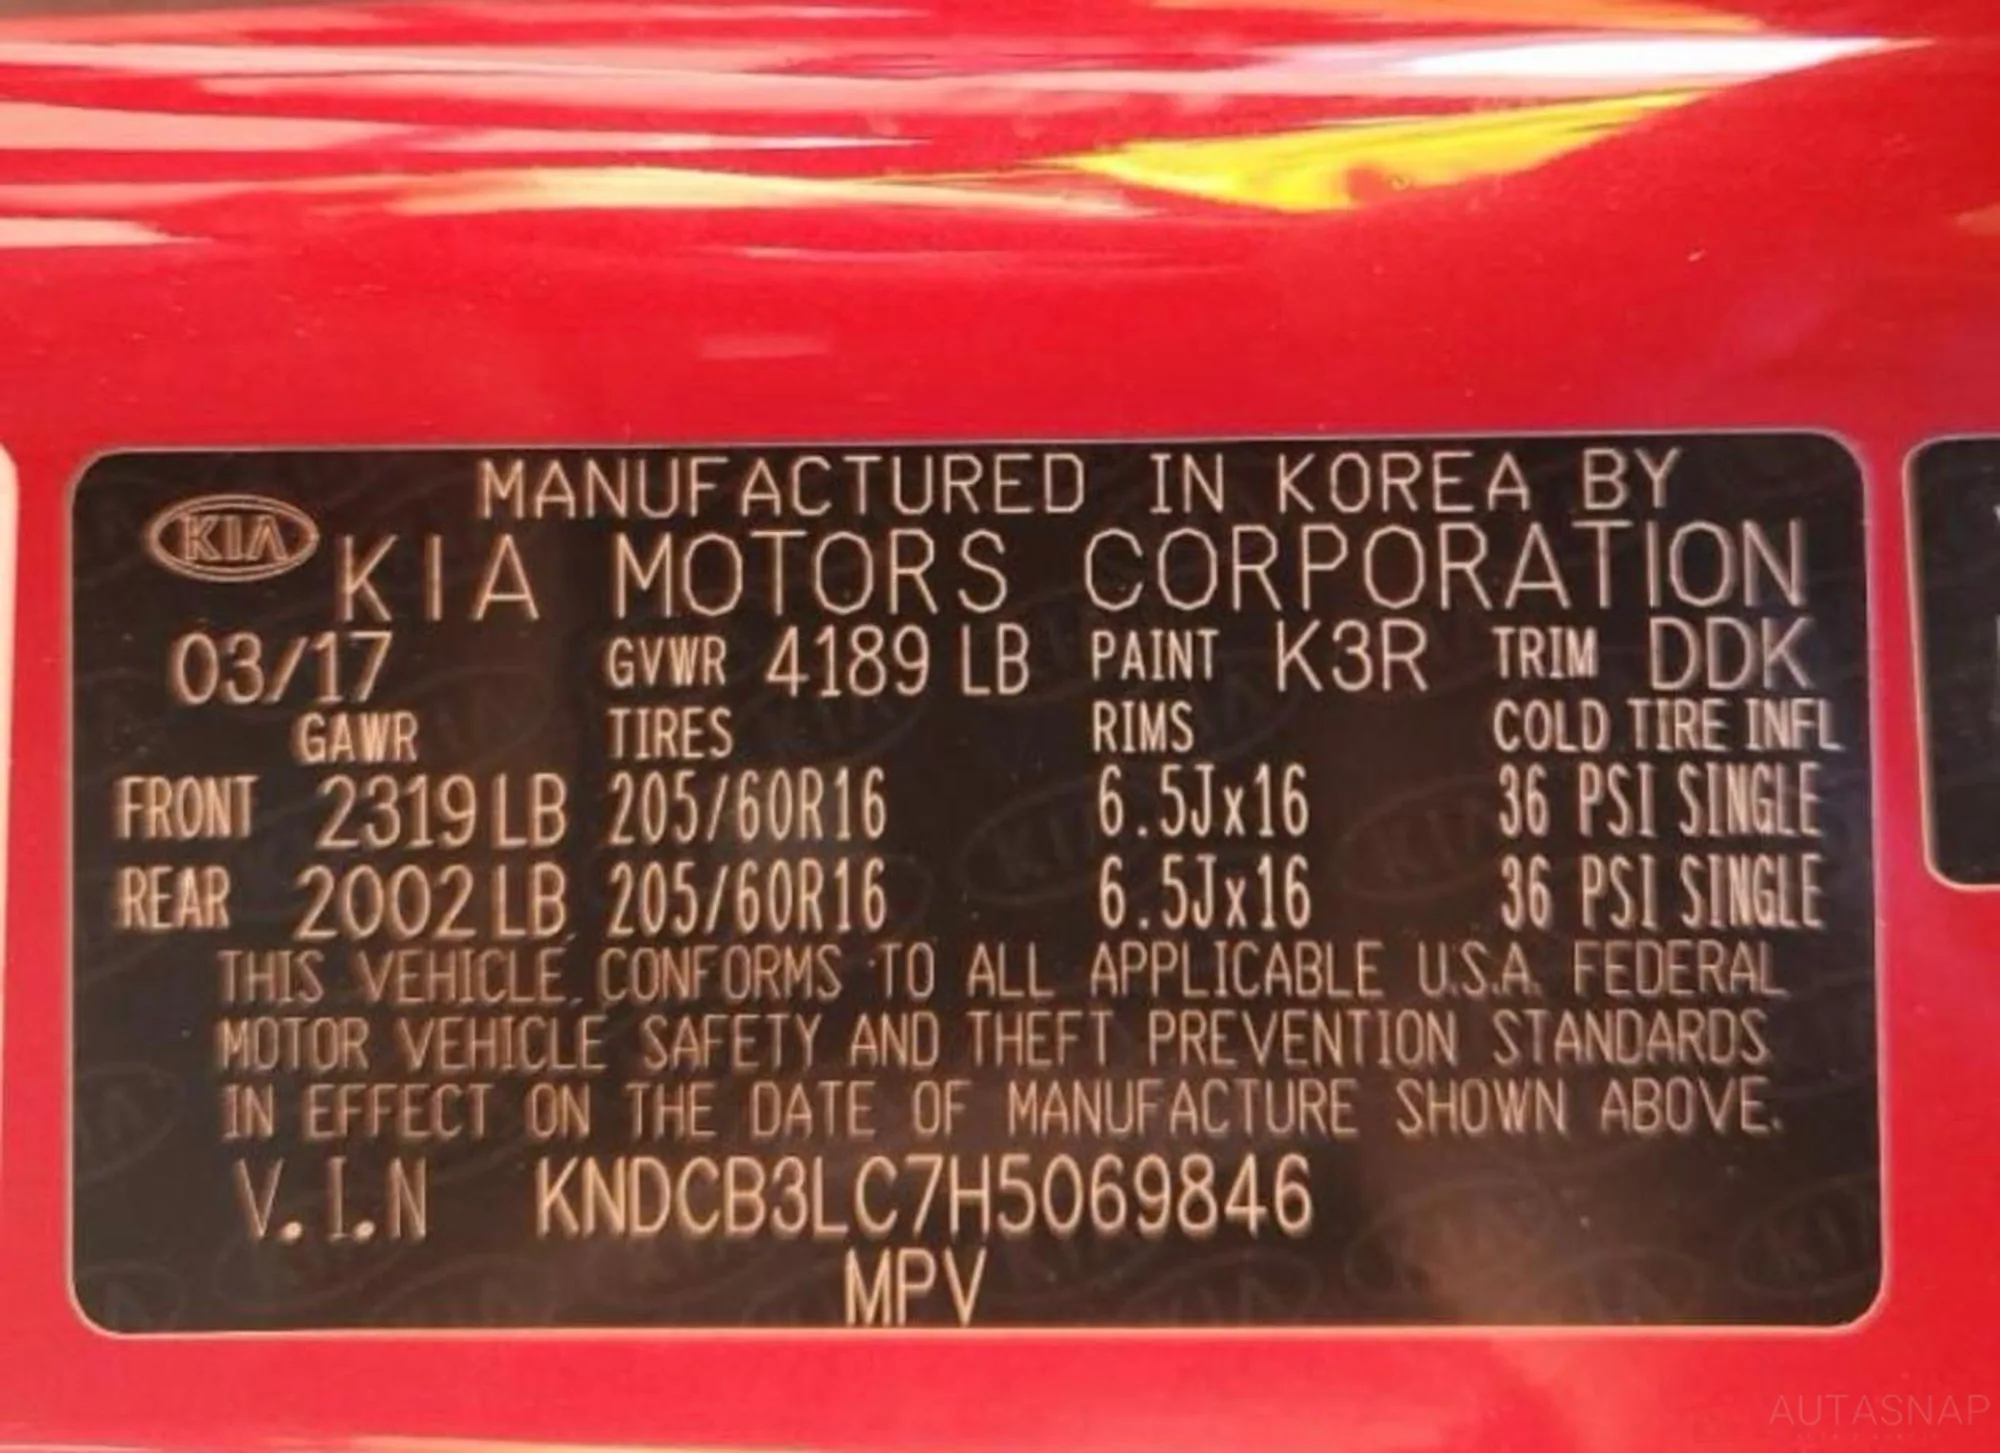 MANUFACTURED IN KOREA BY
KIA KIA MOTORS CORPORATION
03/17 GVWR 4189 LB PAINT K3R TRIM DDK
GAWR TIRES RIMS COLD TIRE INFL
FRONT 2319 LB 205/60R16 6.5Jx16 36 PSI SINGLE
REAR 2002 LB 205/60R16 6.5Jx16 36 PSI SINGLE
THIS VEHICLE CONFORMS TO ALL APPLICABLE U.S.A. FEDERAL
MOTOR VEHICLE SAFETY AND THEFT PREVENTION STANDARDS
IN EFFECT ON THE DATE OF MANUFACTURE SHOWN ABOVE.
V.I.N KNDCB3LC7H5069846
MPV
AUTASNAP